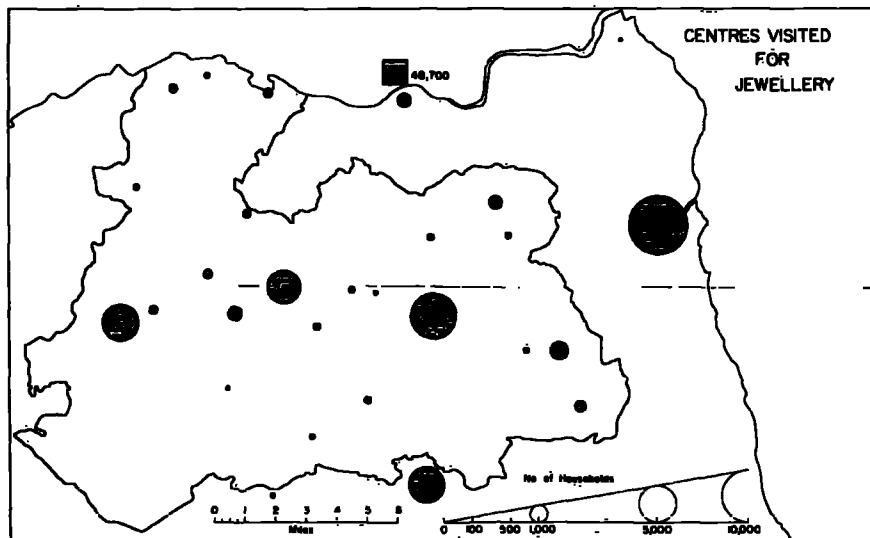 CENTRES VISITED
FOR
JEWELLERY
48,700
No of Households
0 1 2 3 4 5 6
Miles
0 100 500 1,000 5,000 10,000